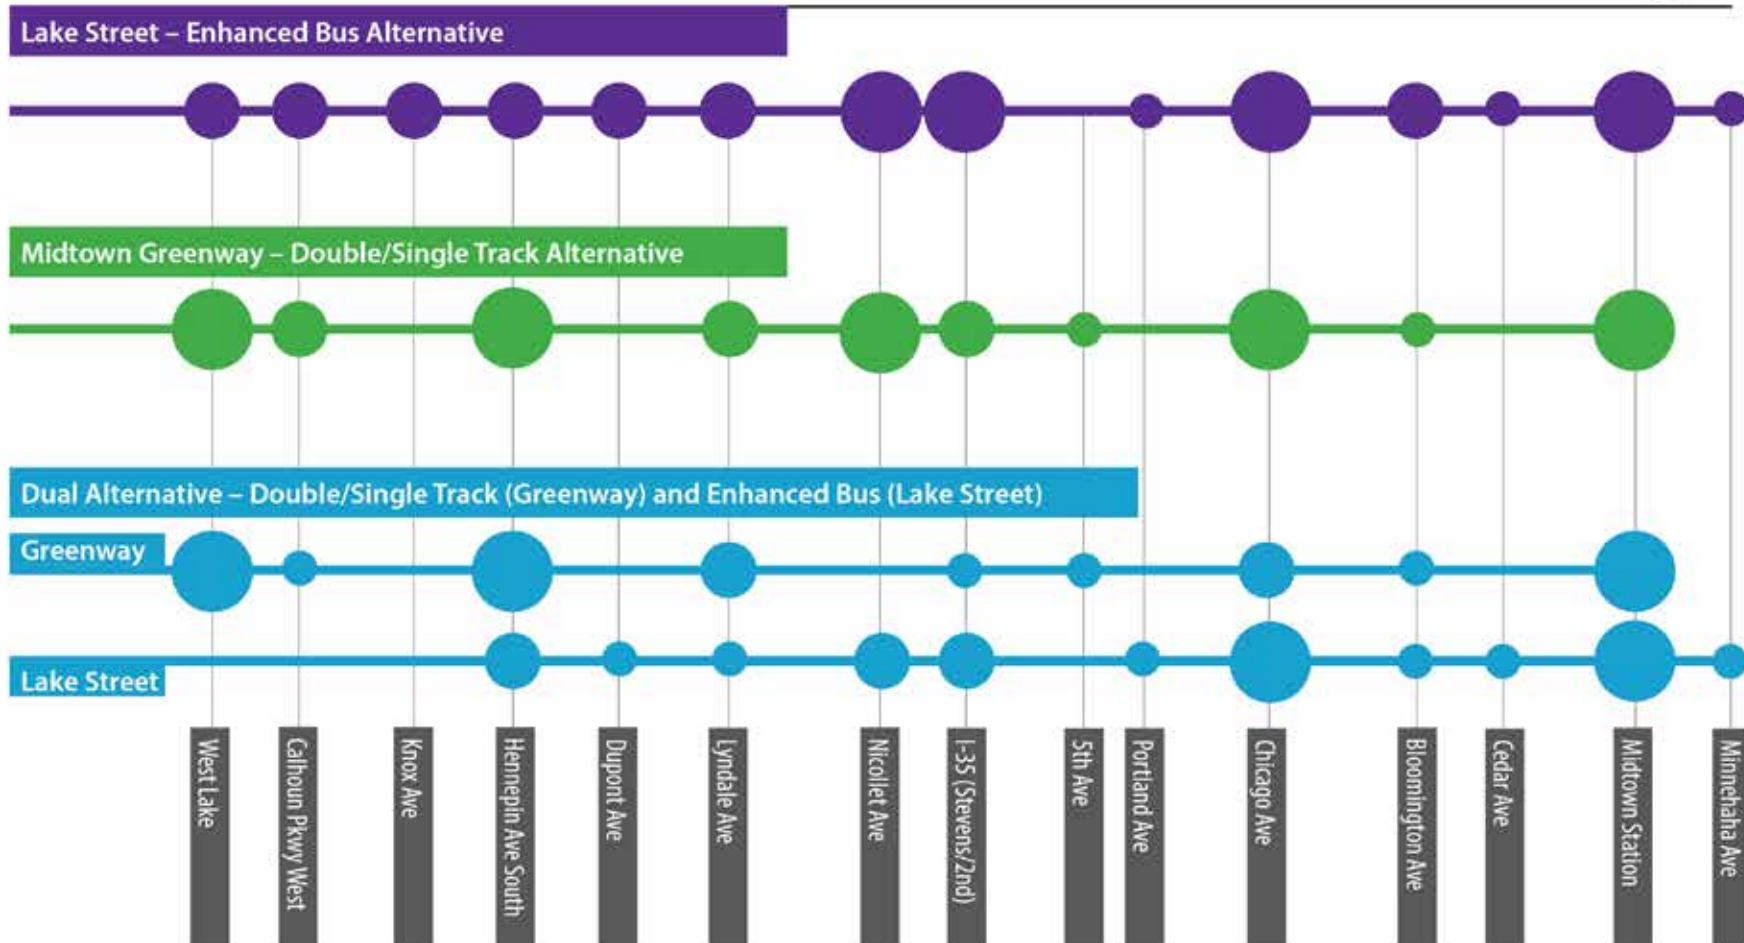 Lake Street – Enhanced Bus Alternative
Midtown Greenway – Double/Single Track Alternative
Dual Alternative – Double/Single Track (Greenway) and Enhanced Bus (Lake Street)
Greenway
Lake Street
West Lake
Calhoun Pkwy West
Knox Ave
Hennepin Ave South
Dupont Ave
Lyndale Ave
Nicollet Ave
I-35 (Stevens/2nd)
5th Ave
Portland Ave
Chicago Ave
Bloomington Ave
Cedar Ave
Midtown Station
Minnehaha Ave